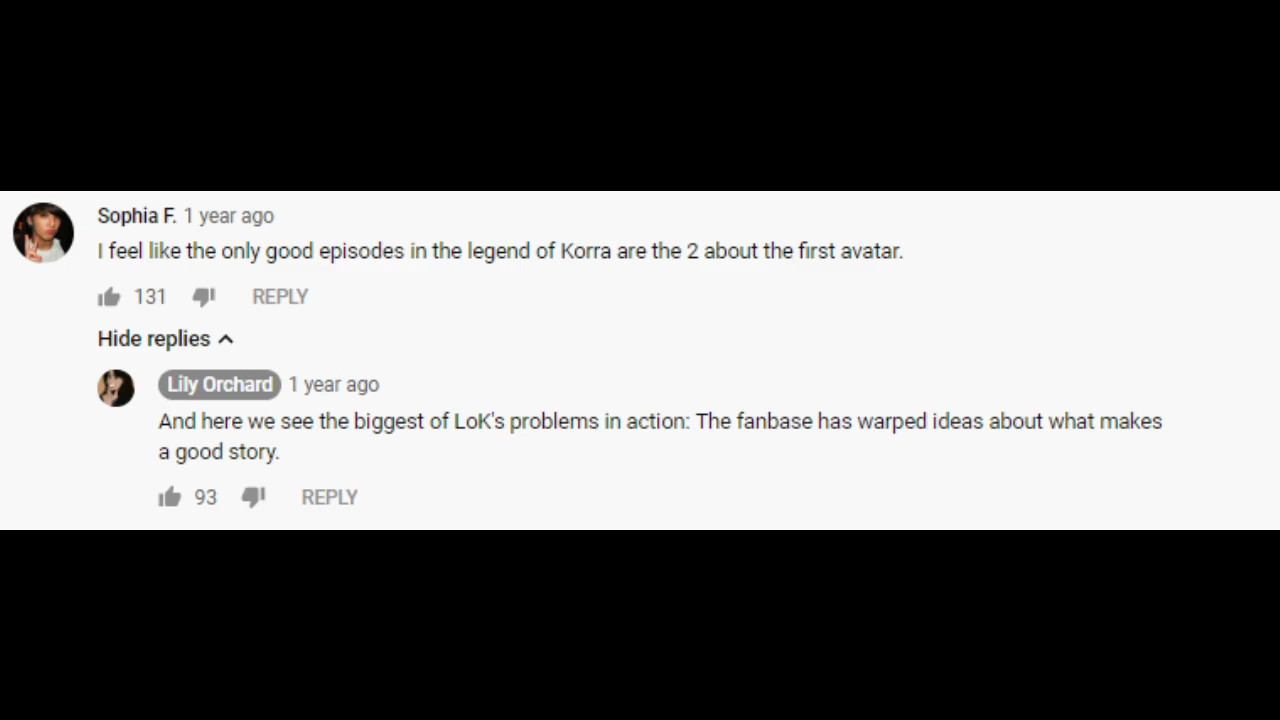 Sophia F. 1 year ago
I feel like the only good episodes in the legend of Korra are the 2 about the first avatar.
131 REPLY
Hide replies
Lily Orchard 1 year ago
And here we see the biggest of LoK's problems in action: The fanbase has warped ideas about what makes
a good story.
93 REPLY